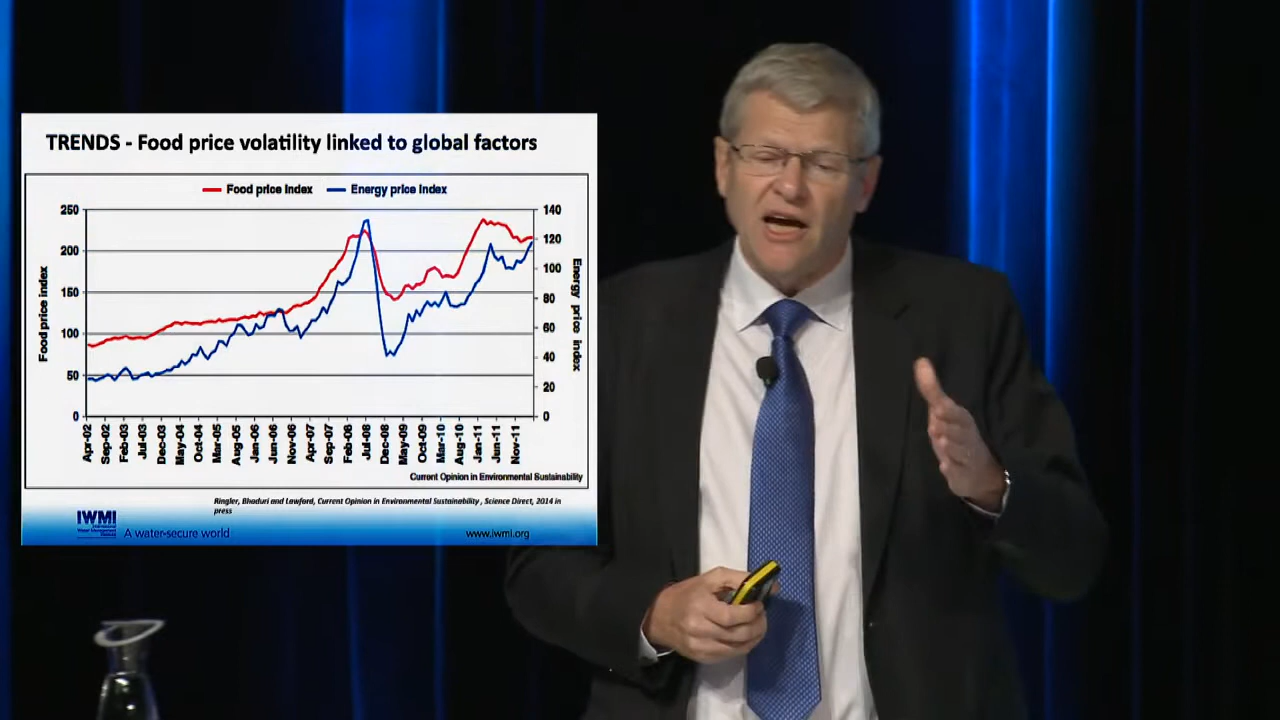 TRENDS - Food price volatility linked to global factors
Food price index
Energy price index
250
200
150
100
50
0
Food price index
140
120
100
80
60
40
20
0
Energy price index
Apr-02
Sep-02
Feb-03
Jul-03
Dec-03
May-04
Oct-04
Mar-05
Aug-05
Jan-06
Jun-06
Nov-06
Apr-07
Sep-07
Feb-08
Jul-08
Dec-08
May-09
Oct-09
Mar-10
Aug-10
Jan-11
Jun-11
Nov-11
Current Opinion in Environmental Sustainability
Ringler, Bhaduri and Lawford, Current Opinion in Environmental Sustainability , Science Direct, 2014 in
press
IWMI
A water-secure world
www.iwmi.org